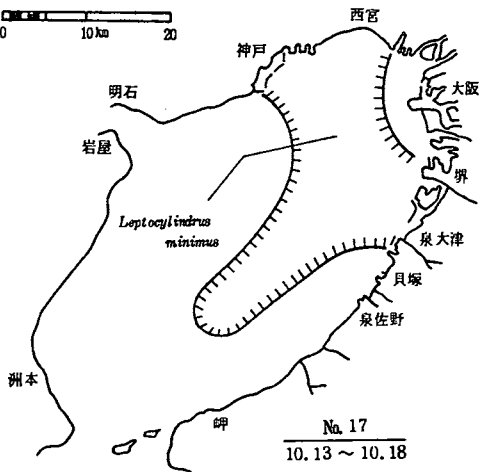 0 10km 20
西宮
神戸
大阪
明石
岩屋
堺
Leptocylindrus
minimus
泉大津
貝塚
泉佐野
洲本
岬
No. 17
10.13 ~ 10.18